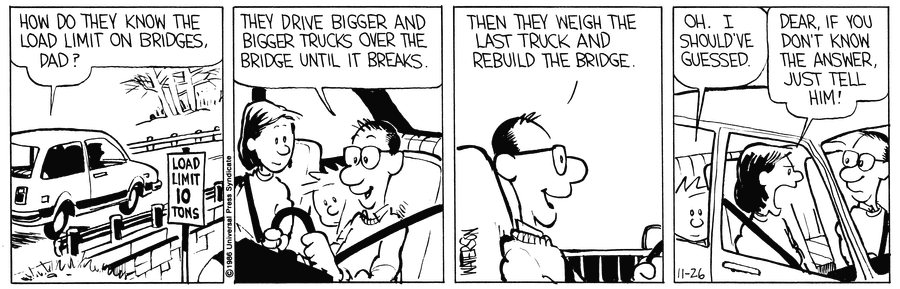 HOW DO THEY KNOW THE
LOAD LIMIT ON BRIDGES,
DAD?
LOAD
LIMIT
10
TONS
©1986 Universal Press Syndicate
THEY DRIVE BIGGER AND
BIGGER TRUCKS OVER THE
BRIDGE UNTIL IT BREAKS.
THEN THEY WEIGH THE
LAST TRUCK AND
REBUILD THE BRIDGE.
WATERSON
OH. I
SHOULD'VE
GUESSED.
DEAR, IF YOU
DON'T KNOW
THE ANSWER,
JUST TELL
HIM!
11-26